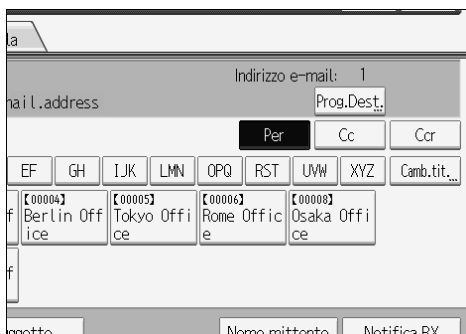 la
Indirizzo e-mail: 1
mail.address
Prog.Dest.
Per Cc Ccr
EF GH IJK LMN OPQ RST UVW XYZ Camb.tit.
【00004】 【00005】 【00006】 【00008】
f Berlin Off Tokyo Offi Rome Offic Osaka Offi
ice ce e ce
f
Nome mittente Notifica RX